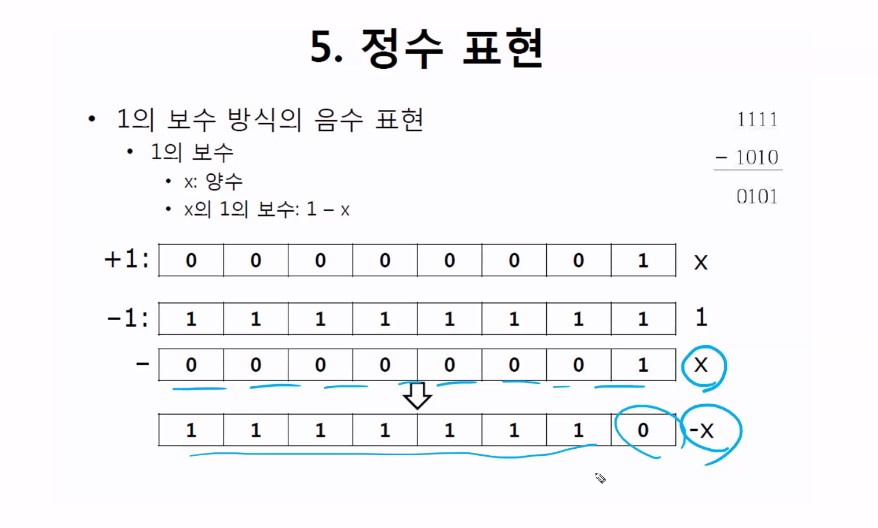 5. 정수 표현
• 1의 보수 방식의 음수 표현
• 1의 보수
• x: 양수
• x의 1의 보수: 1 – x
1111
– 1010
0101
+1: 0 0 0 0 0 0 0 1 x
–1: 1 1 1 1 1 1 1 1 1
– 0 0 0 0 0 0 0 1 x
1 1 1 1 1 1 1 0 -x